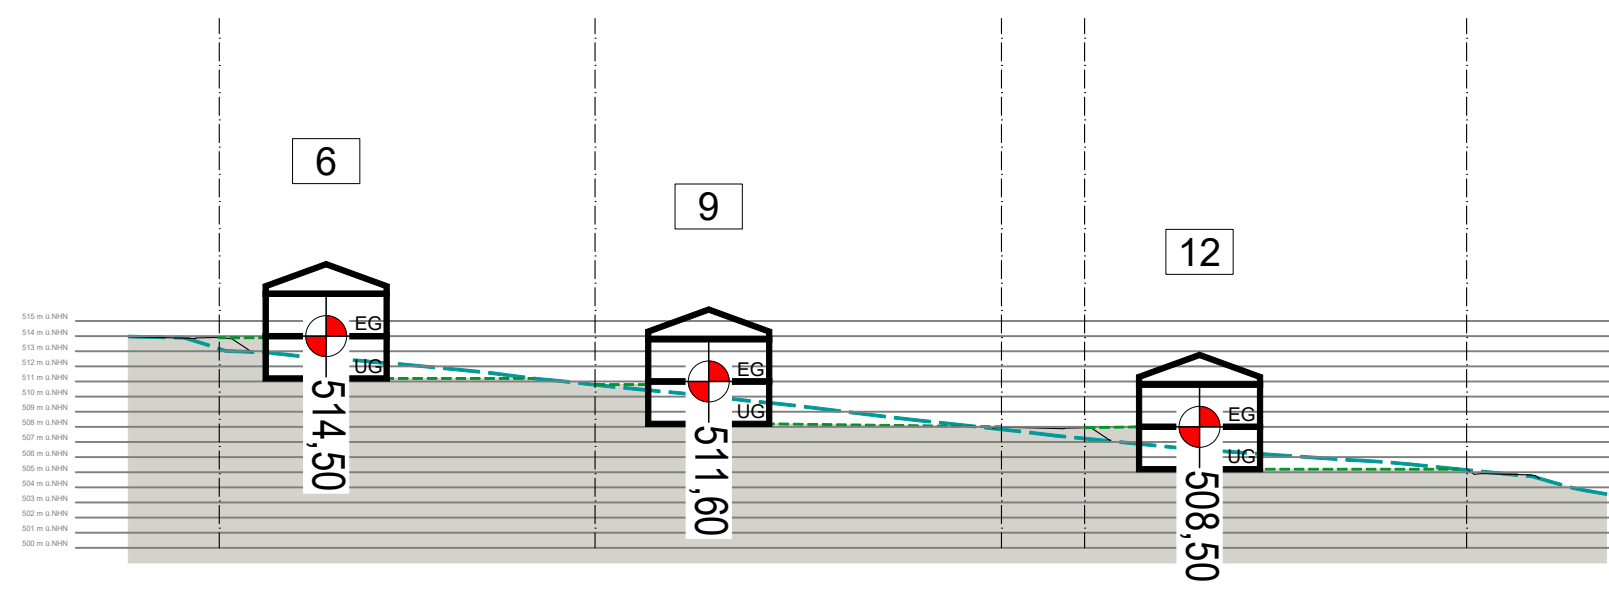 6
9
12
515 m ü.NHN
514 m ü.NHN
513 m ü.NHN
512 m ü.NHN
511 m ü.NHN
510 m ü.NHN
509 m ü.NHN
508 m ü.NHN
507 m ü.NHN
506 m ü.NHN
505 m ü.NHN
504 m ü.NHN
503 m ü.NHN
502 m ü.NHN
501 m ü.NHN
500 m ü.NHN
EG
UG
514,50
EG
UG
511,60
EG
UG
508,50